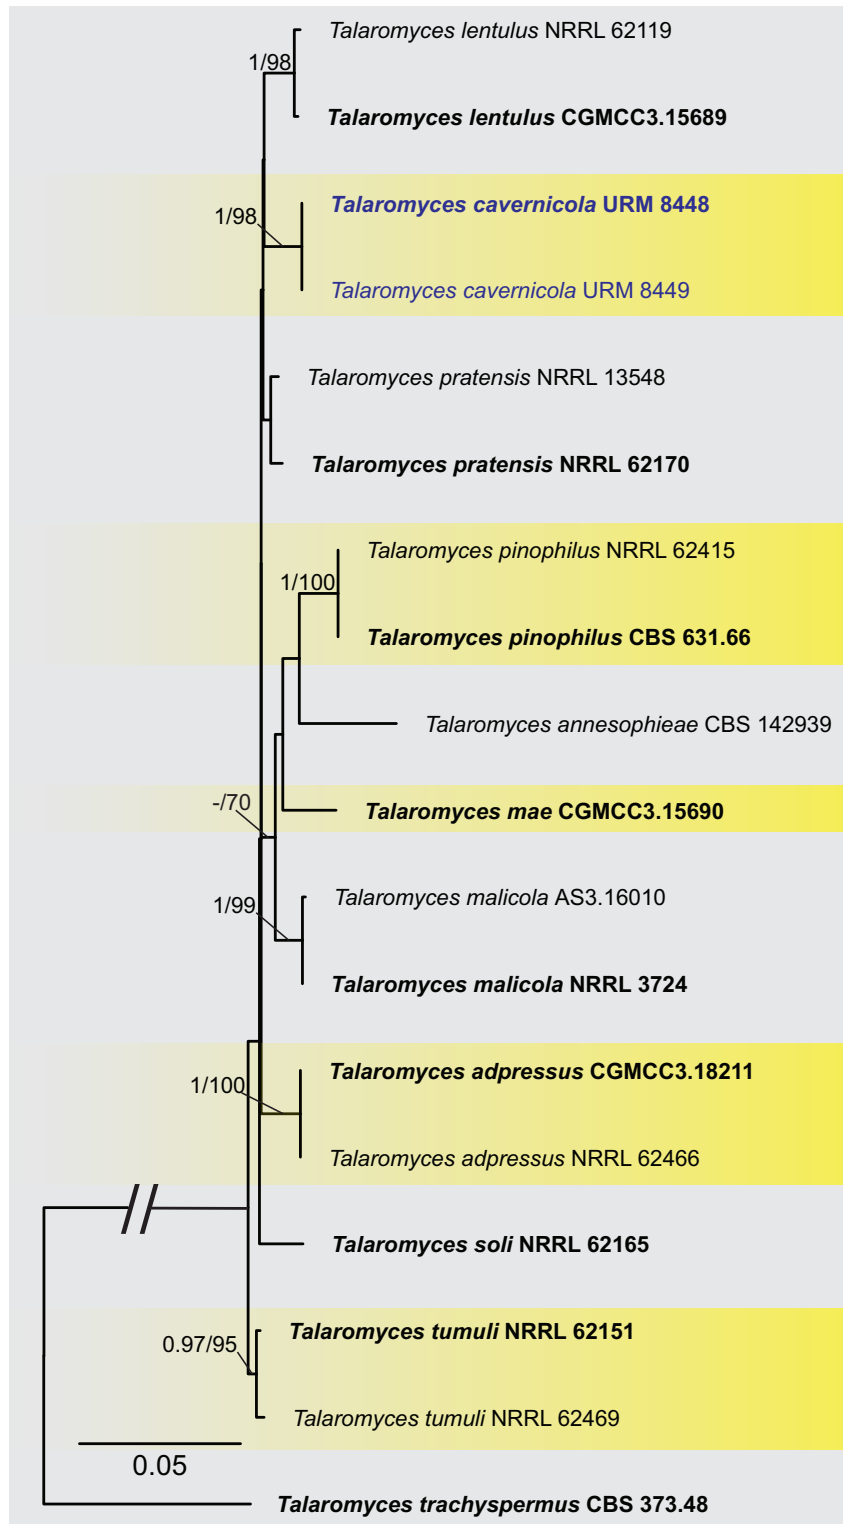 Talaromyces lentulus NRRL 62119
1/98
Talaromyces lentulus CGMCC3.15689
Talaromyces cavernicola URM 8448
1/98
Talaromyces cavernicola URM 8449
Talaromyces pratensis NRRL 13548
Talaromyces pratensis NRRL 62170
Talaromyces pinophilus NRRL 62415
1/100
Talaromyces pinophilus CBS 631.66
Talaromyces annesophieae CBS 142939
-/70
Talaromyces mae CGMCC3.15690
Talaromyces malicola AS3.16010
1/99
Talaromyces malicola NRRL 3724
Talaromyces adpressus CGMCC3.18211
1/100
Talaromyces adpressus NRRL 62466
Talaromyces soli NRRL 62165
Talaromyces tumuli NRRL 62151
0.97/95
Talaromyces tumuli NRRL 62469
0.05
Talaromyces trachyspermus CBS 373.48